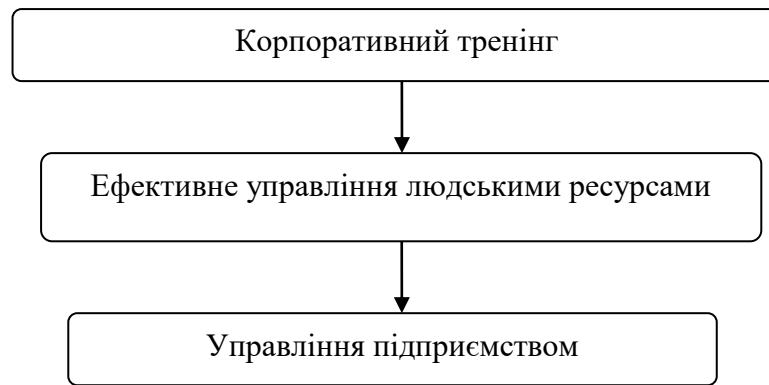 Корпоративний тренінг
Ефективне управління людськими ресурсами
Управління підприємством